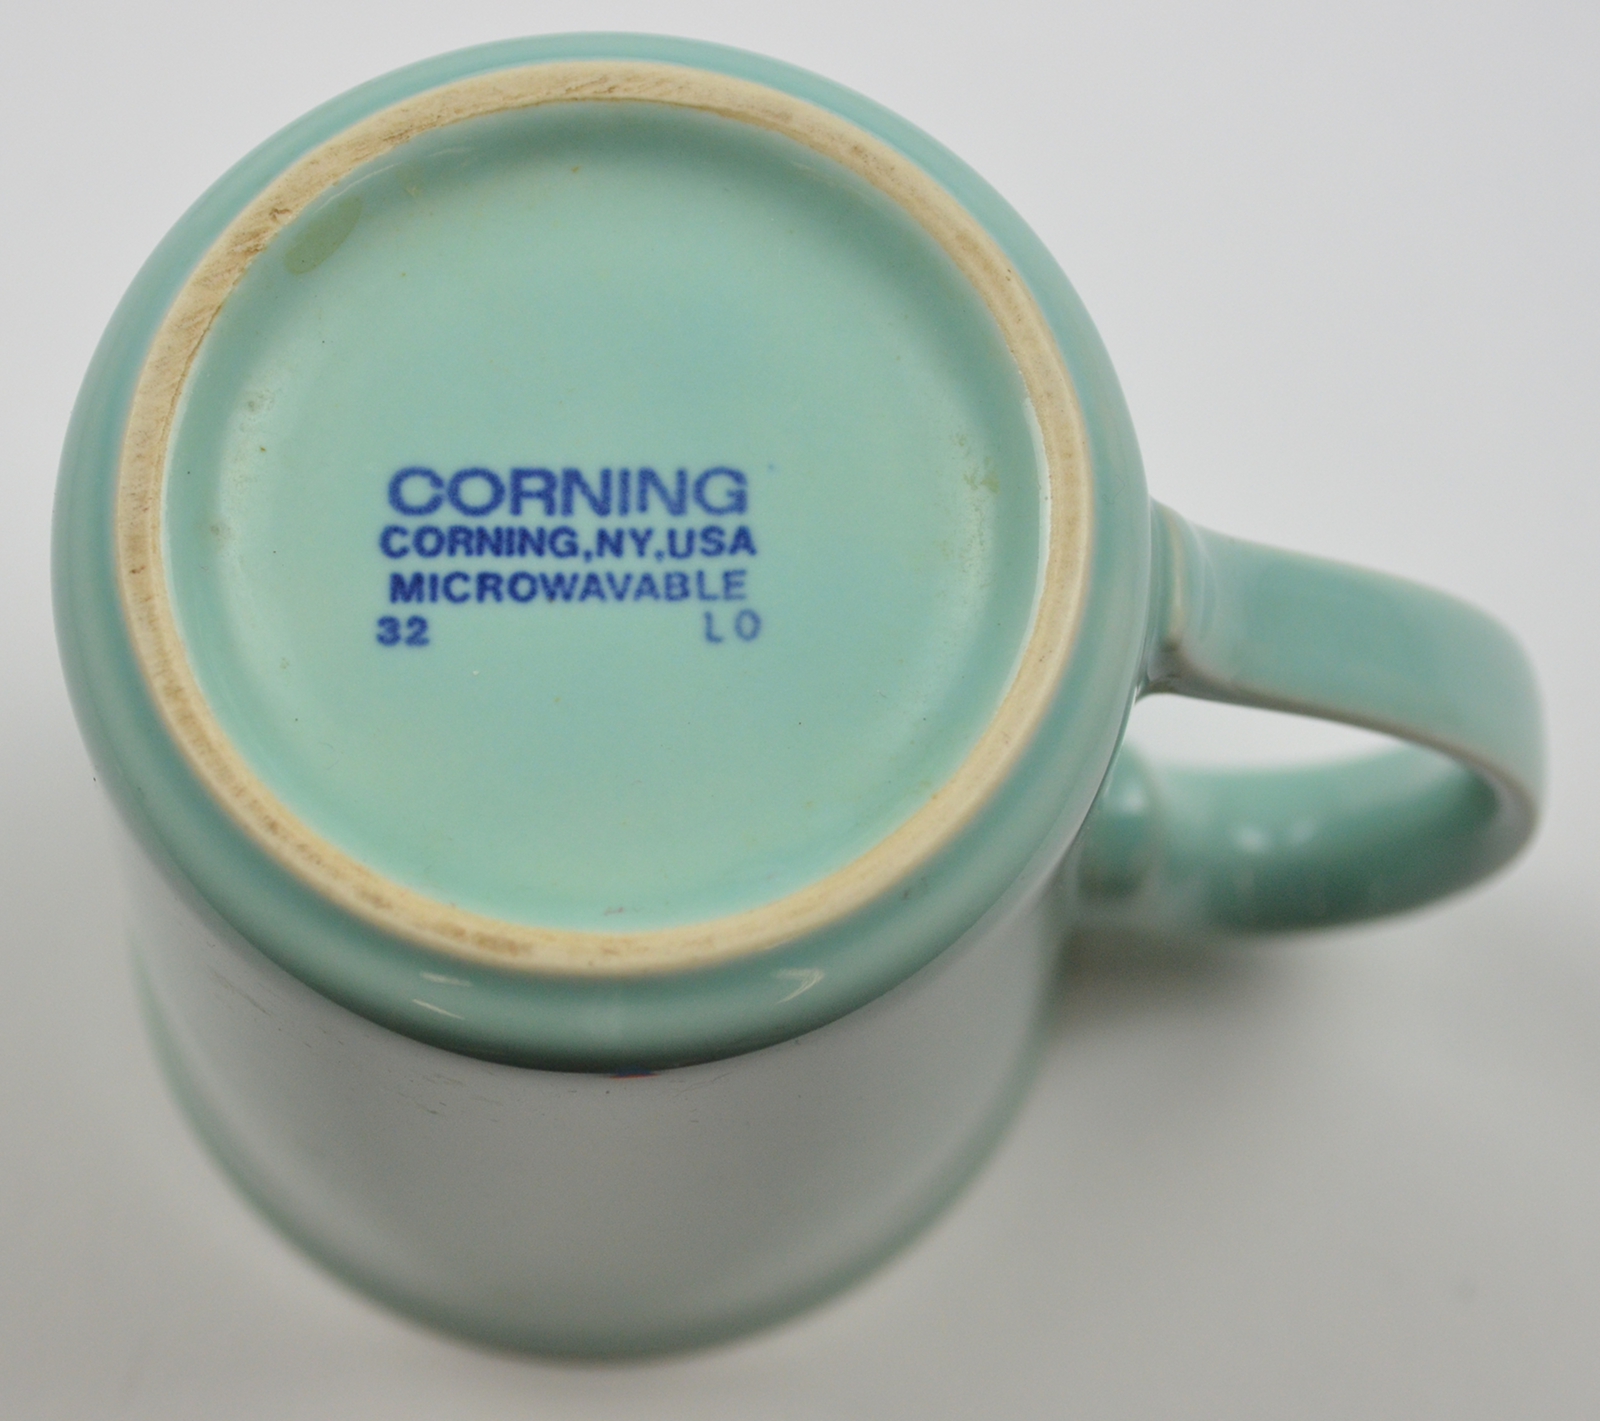 CORNING
CORNING,NY,USA
MICROWAVABLE
32 LO